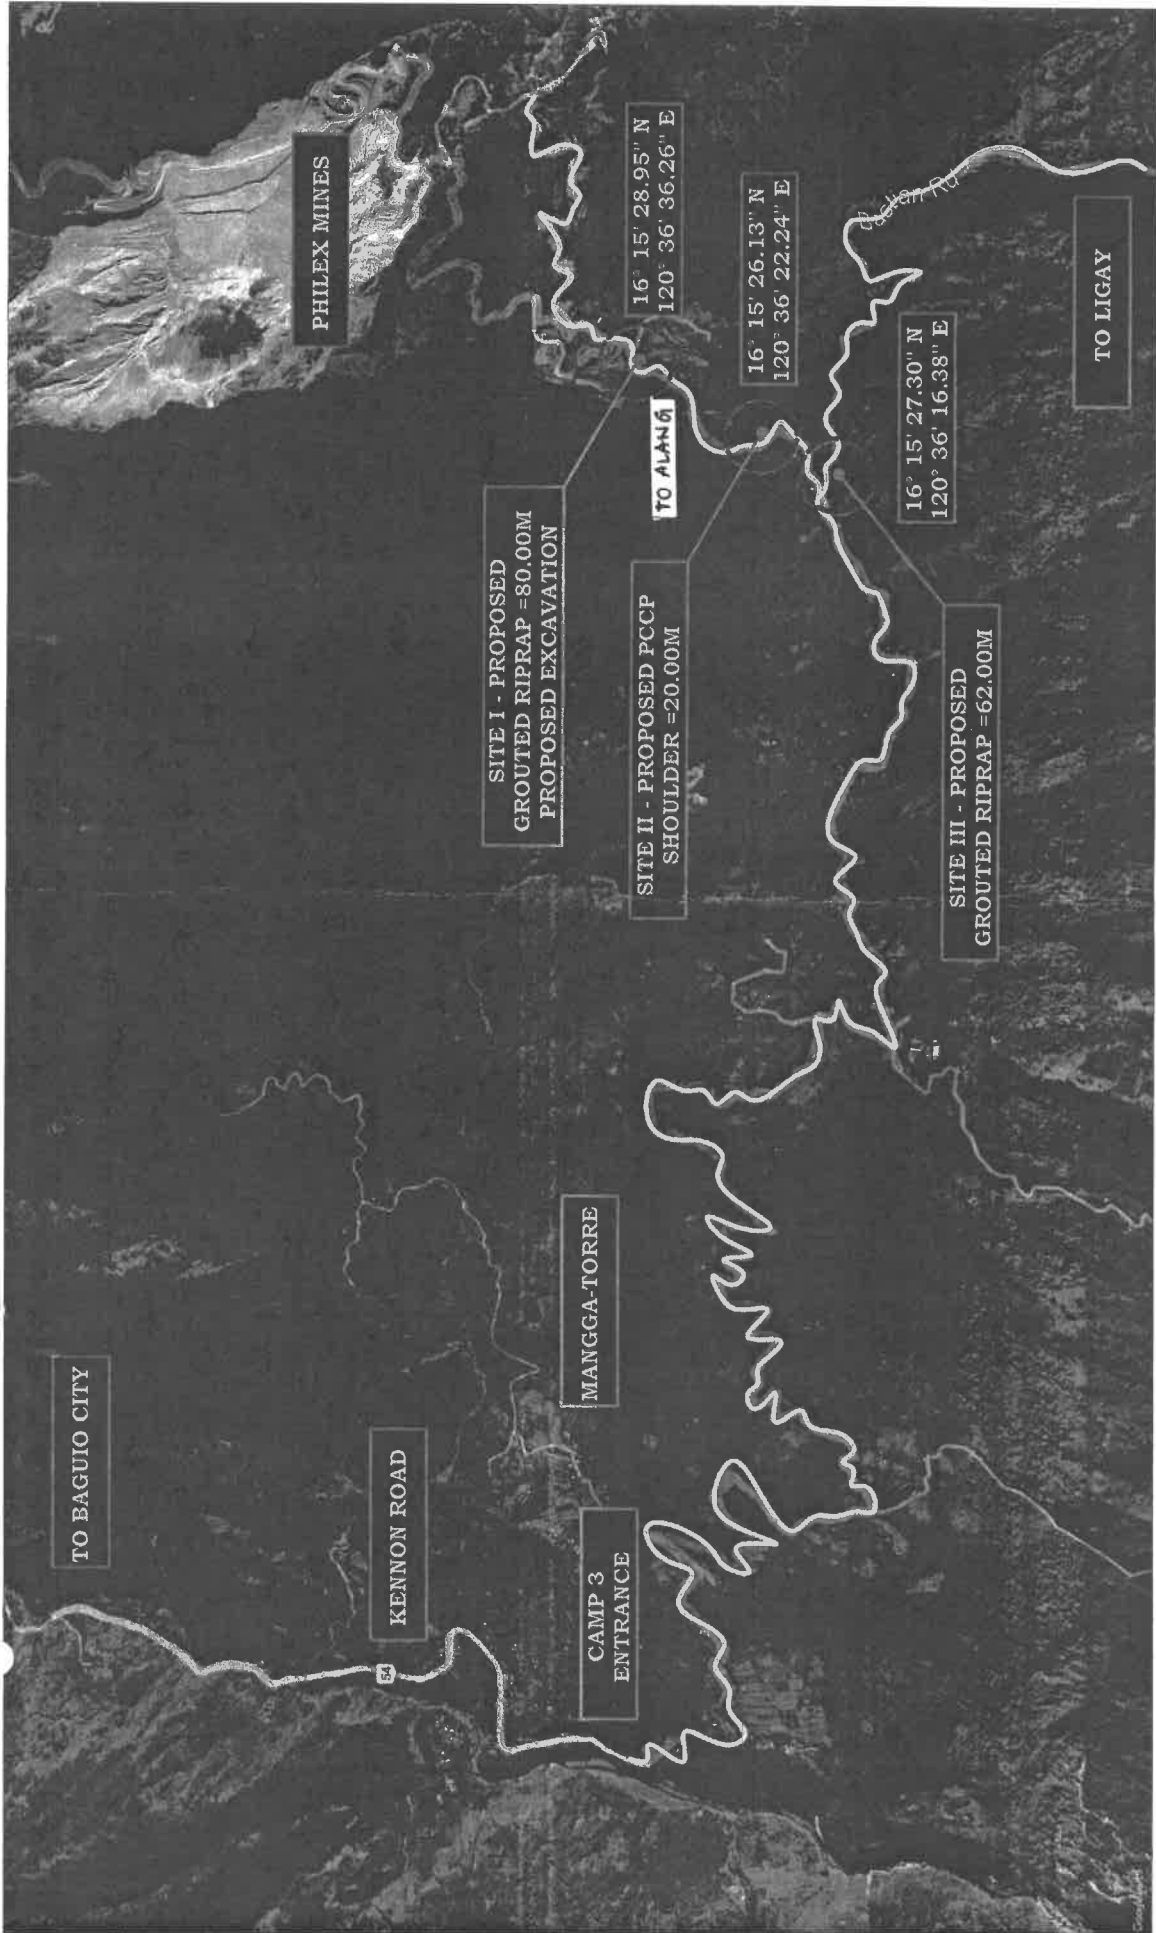 TO BAGUIO CITY
KENNON ROAD
54
CAMP 3
ENTRANCE
MANGGA-TORRE
SITE I - PROPOSED
GROUTED RIPRAP =80.00M
PROPOSED EXCAVATION
SITE II - PROPOSED PCCP
SHOULDER =20.00M
SITE III - PROPOSED
GROUTED RIPRAP =62.00M
TO ALANG
PHILEX MINES
16° 15' 28.95" N
120° 36' 36.26" E
16° 15' 26.13" N
120° 36' 22.24" E
16° 15' 27.30" N
120° 36' 16.38" E
TO LIGAY